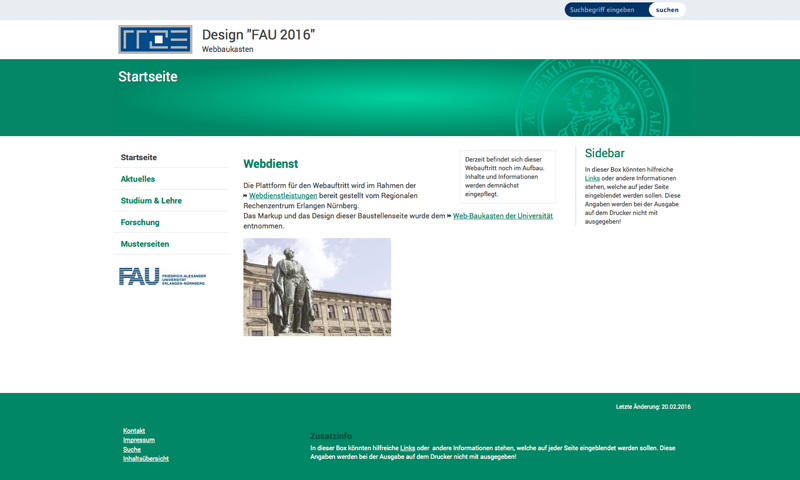 Suchbegriff eingeben
suchen
Design "FAU 2016"
Webbaukasten
Startseite
ACADEMIAE FRIDERICO ALE
Startseite
Aktuelles
Studium & Lehre
Forschung
Musterseiten
FAU FRIEDRICH-ALEXANDER
UNIVERSITÄT
ERLANGEN-NÜRNBERG
Webdienst
Derzeit befindet sich dieser
Webauftritt noch im Aufbau.
Inhalte und Informationen
werden demnächst
eingepflegt.
Die Plattform für den Webauftritt wird im Rahmen der
» Webdienstleistungen bereit gestellt vom Regionalen
Rechenzentrum Erlangen Nürnberg.
Das Markup und das Design dieser Baustellenseite wurde dem » Web-Baukasten der Universität
entnommen.
Sidebar
In dieser Box könnten hilfreiche
Links oder andere Informationen
stehen, welche auf jeder Seite
eingeblendet werden sollen. Diese
Angaben werden bei der Ausgabe
auf dem Drucker nicht mit
ausgegeben!
Letzte Änderung: 20.02.2016
Kontakt
Impressum
Suche
Inhaltsübersicht
Zusatzinfo
In dieser Box könnten hilfreiche Links oder andere Informationen stehen, welche auf jeder Seite eingeblendet werden sollen. Diese
Angaben werden bei der Ausgabe auf dem Drucker nicht mit ausgegeben!